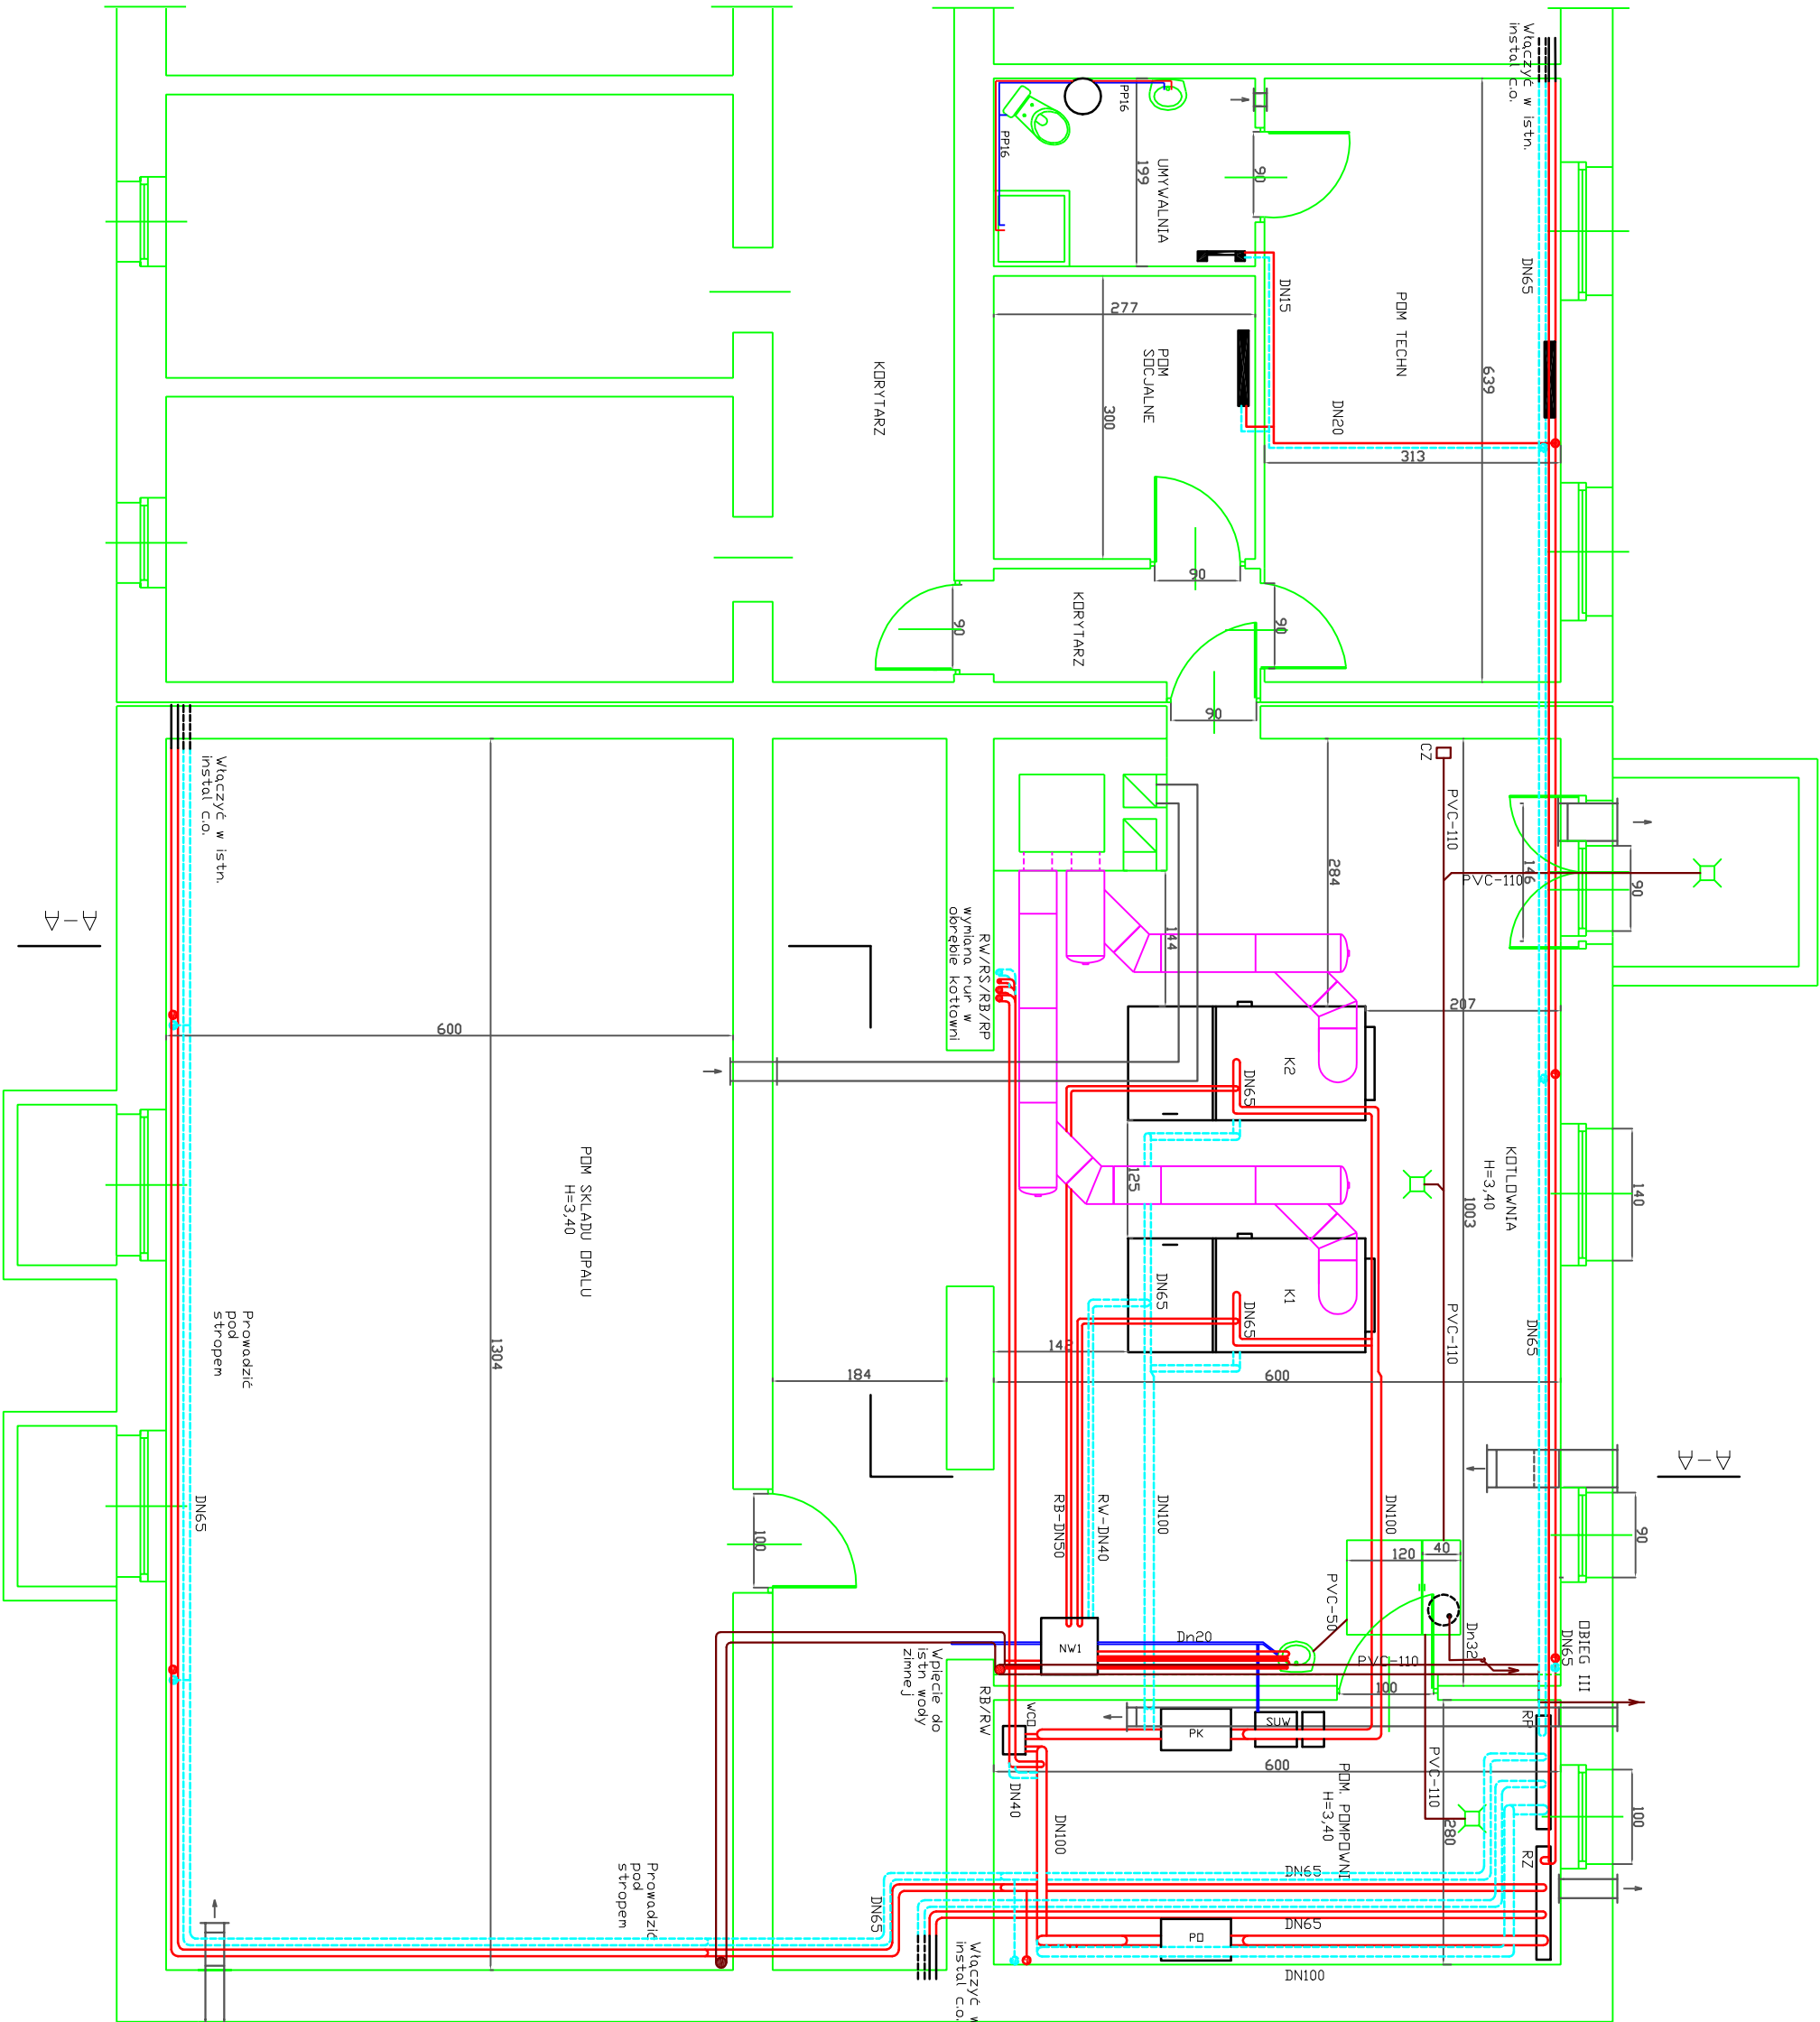 Włączyć w istn.
instal c.o.
PP16
PP16
UMYWALNIA
199
90
DN65
DN15
POM TECHN
639
277
POM
SOCJALNE
300
DN20
313
KORYTARZ
90
KORYTARZ
90
90
90
Włączyć w istn.
instal c.o.
CZ
PVC-110
284
PVC-110
146
90
A-A
RW/RS/RB/RP
wymiana rur w
obrębie kotłowni
144
207
600
K2
DN65
POM SKLADU OPALU
H=3,40
125
KOTLOWNIA
H=3,40
1003
140
DN65
K1
DN65
PVC-110
DN65
Prowadzić
pod
stropem
1304
142
184
600
A-A
DN65
100
RB-DN50
RW-DN40
DN100
DN100
120
40
90
PVC-50
Dn32
NW1
Dn20
PVC-110
OBIEG III
DN65
Wpięcie do
istn wody
zimnej
RB/RW
WCO
100
PK
SUW
RP
600
POM. POMPOWNI
H=3,40
PVC-110
280
100
DN40
DN100
RZ
DN65
Prowadzić
pod
stropem
DN65
DN65
PO
Włączyć w
instal c.o.
DN100